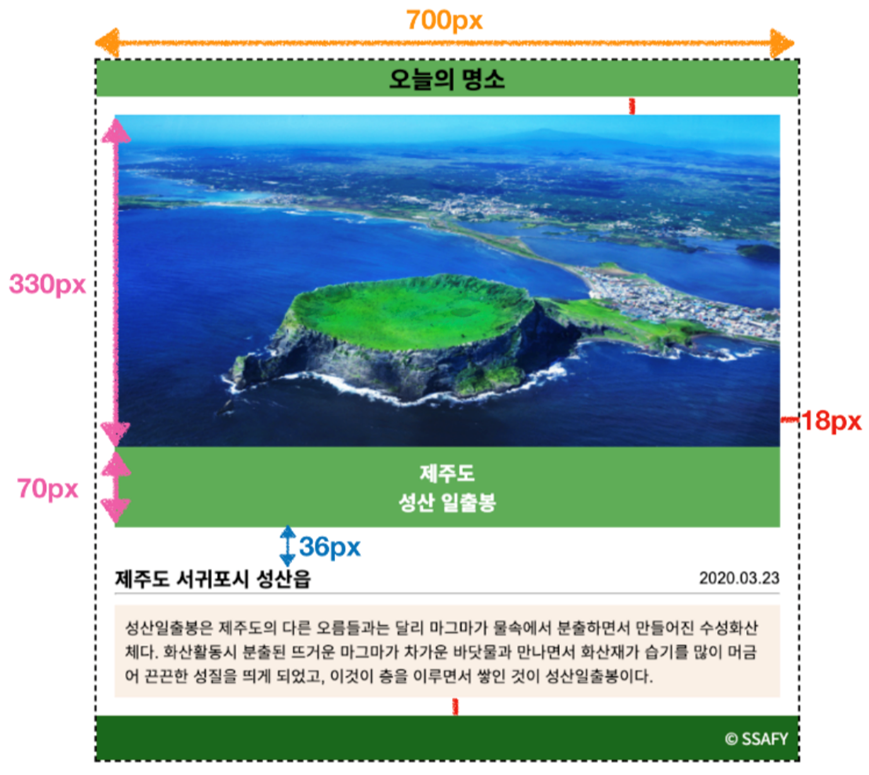 700px
오늘의 명소
330px
18px
70px
제주도
성산 일출봉
36px
제주도 서귀포시 성산읍
2020.03.23
성산일출봉은 제주도의 다른 오름들과는 달리 마그마가 물속에서 분출하면서 만들어진 수성화산
체다. 화산활동시 분출된 뜨거운 마그마가 차가운 바닷물과 만나면서 화산재가 습기를 많이 머금
어 끈끈한 성질을 띄게 되었고, 이것이 층을 이루면서 쌓인 것이 성산일출봉이다.
© SSAFY